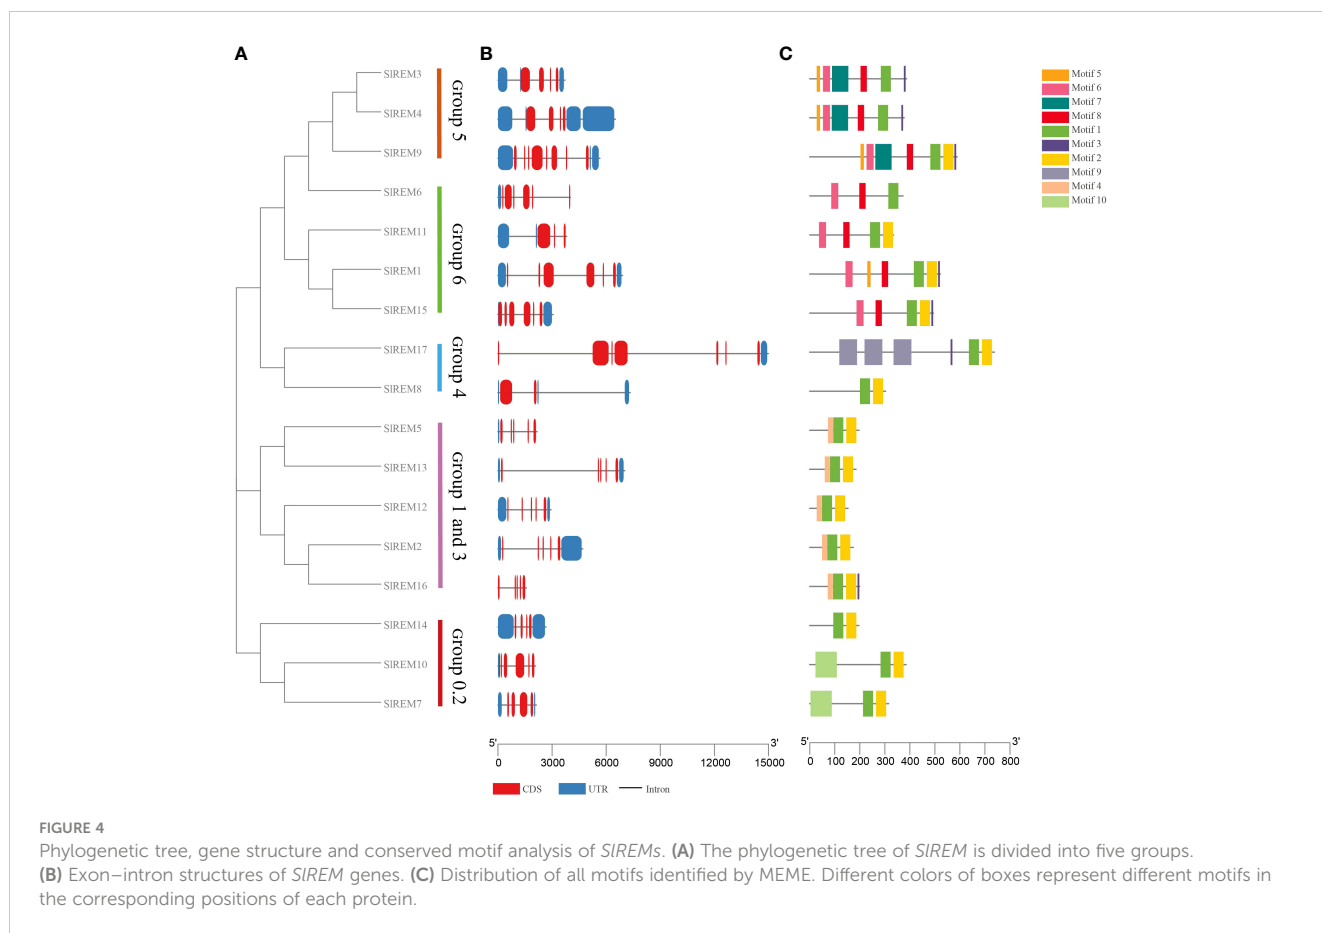 A
B
C
SlREM3
SlREM4
SlREM9
SlREM6
SlREM11
SlREM1
SlREM15
SlREM17
SlREM8
SlREM5
SlREM13
SlREM12
SlREM2
SlREM16
SlREM14
SlREM10
SlREM7
Group 5
Group 6
Group 4
Group 1 and 3
Group 0.2
5' 3'
0 3000 6000 9000 12000 15000
CDS UTR Intron
5' 3'
0 100 200 300 400 500 600 700 800
Motif 5
Motif 6
Motif 7
Motif 8
Motif 1
Motif 3
Motif 2
Motif 9
Motif 4
Motif 10
FIGURE 4
Phylogenetic tree, gene structure and conserved motif analysis of SlREMs. (A) The phylogenetic tree of SlREM is divided into five groups.
(B) Exon–intron structures of SlREM genes. (C) Distribution of all motifs identified by MEME. Different colors of boxes represent different motifs in
the corresponding positions of each protein.